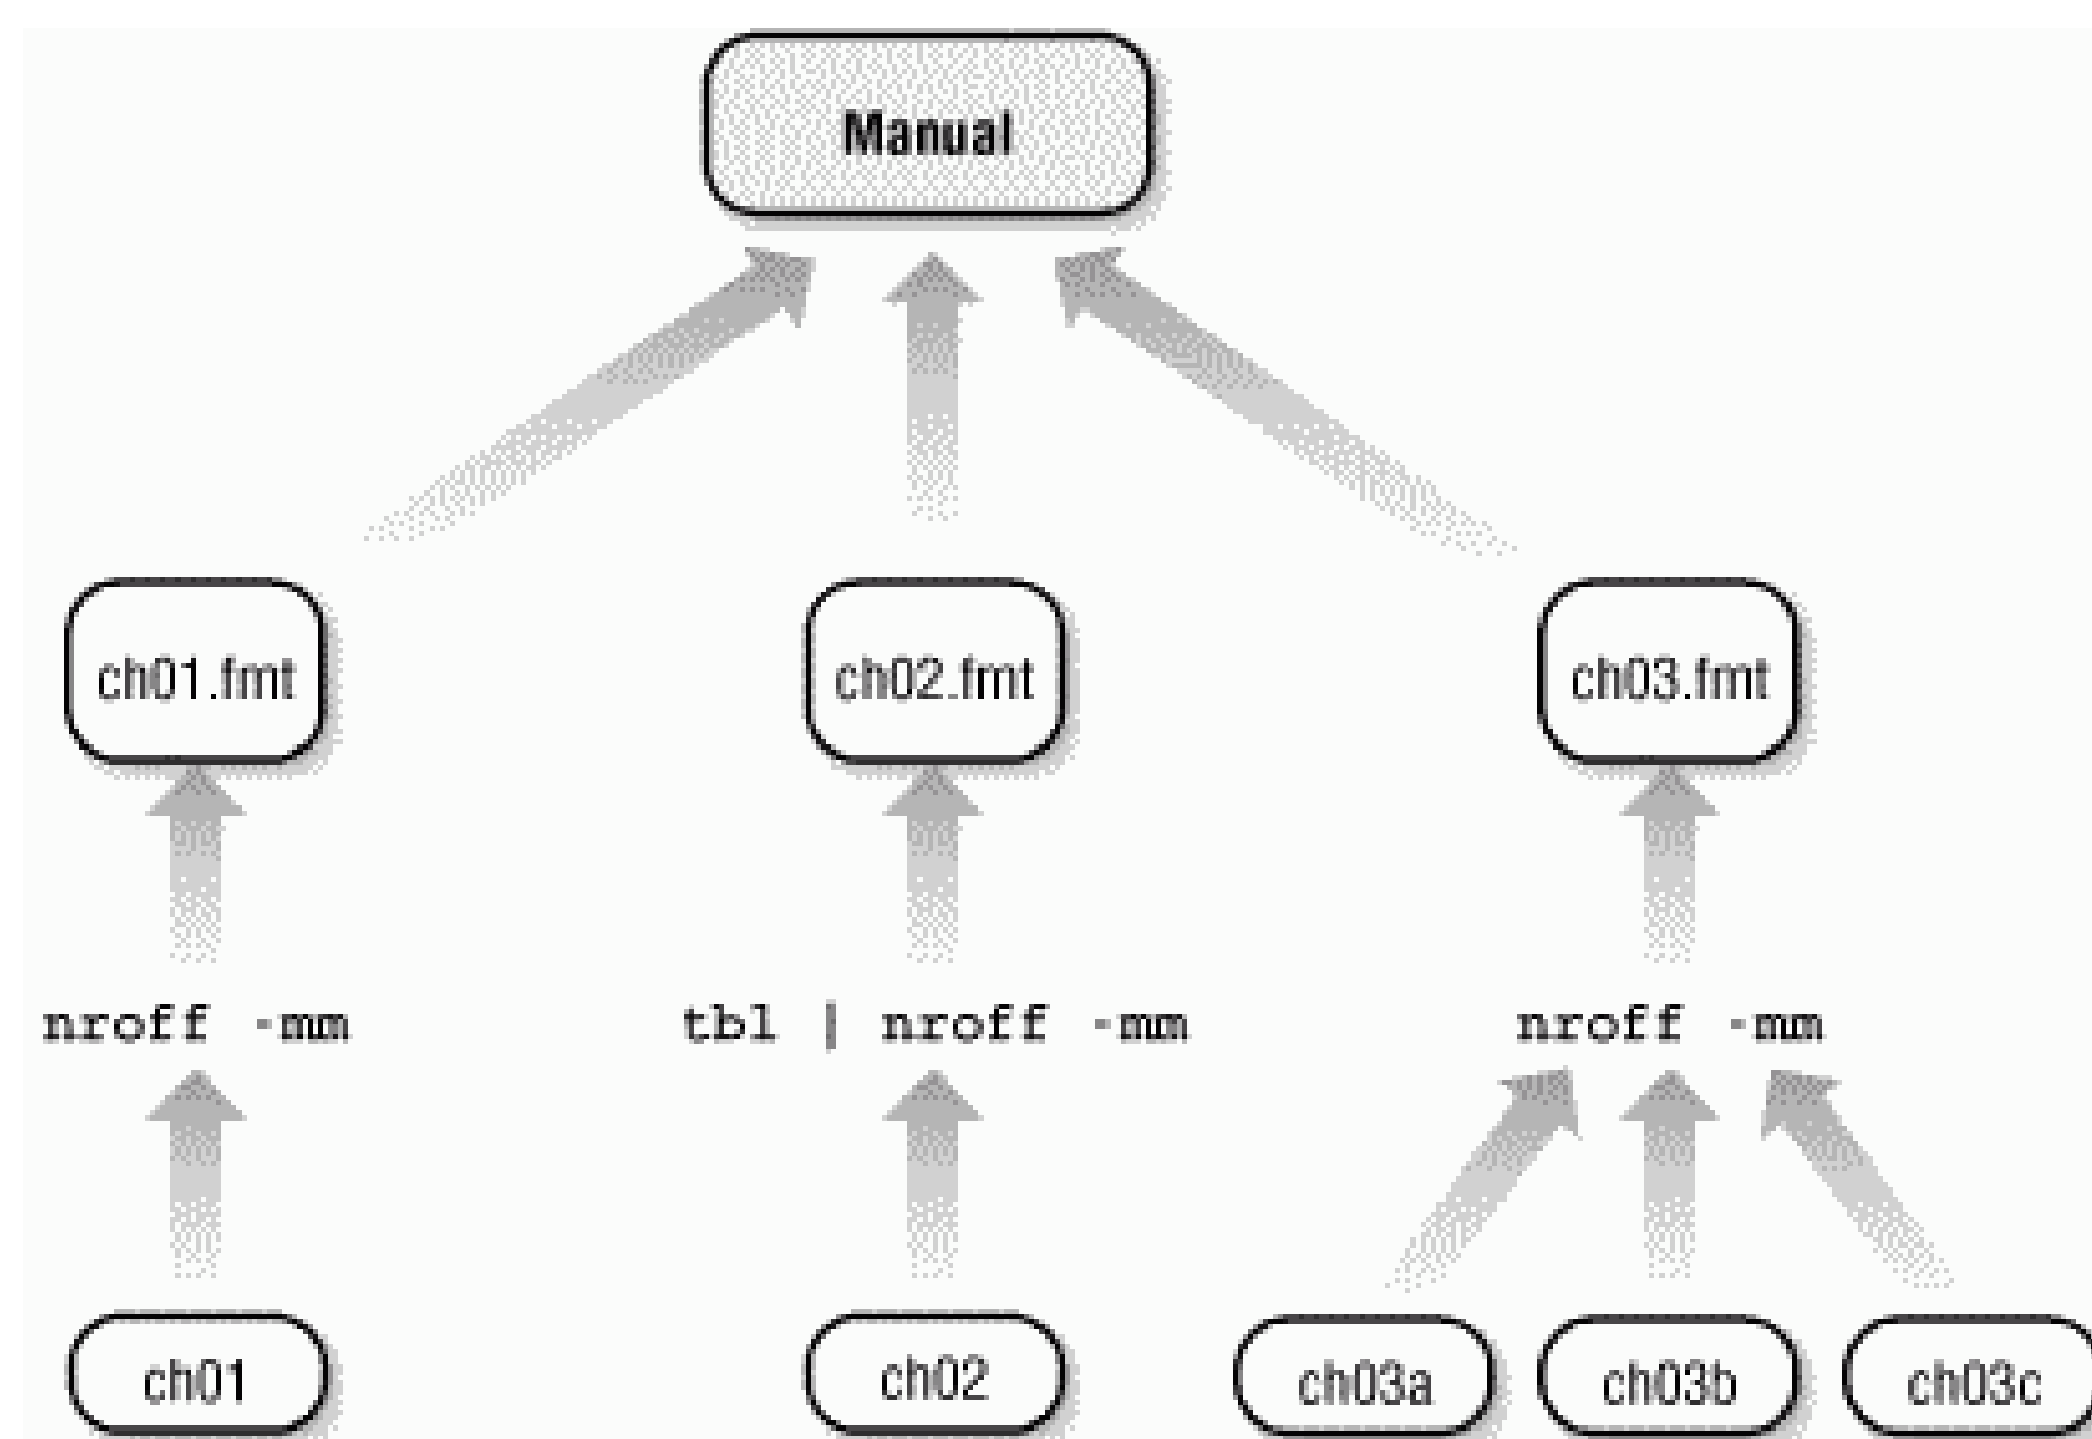 Manual
ch01.fmt
ch02.fmt
ch03.fmt
nroff -mm
tbl | nroff -mm
nroff -mm
ch01
ch02
ch03a
ch03b
ch03c